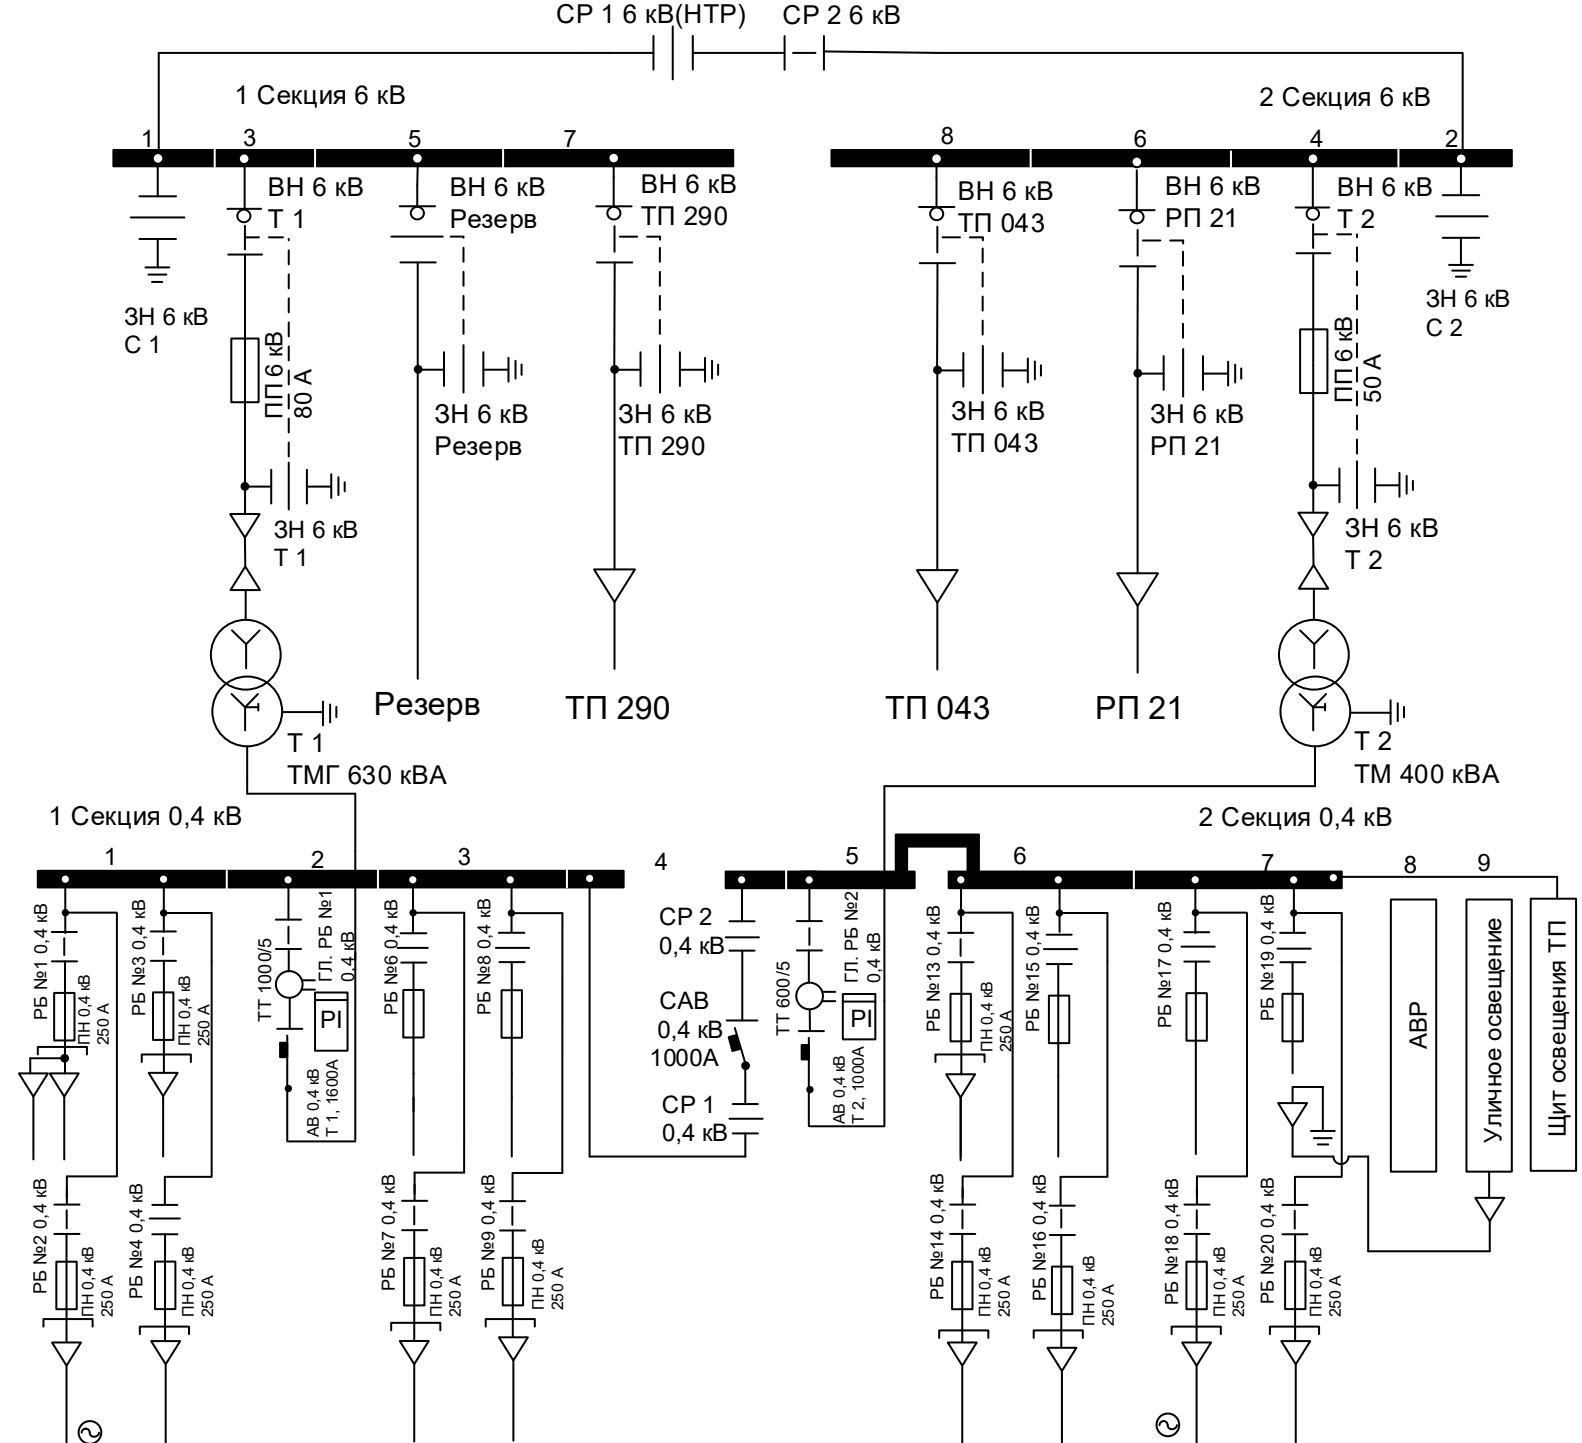 СР 1 6 кВ(НТР)
СР 2 6 кВ
1 Секция 6 кВ
2 Секция 6 кВ
1
3
5
7
8
6
4
2
ВН 6 кВ
Т 1
ВН 6 кВ
Резерв
ВН 6 кВ
ТП 290
ВН 6 кВ
ТП 043
ВН 6 кВ
РП 21
ВН 6 кВ
Т 2
ЗН 6 кВ
С 1
ПП 6 кВ
80 А
ЗН 6 кВ
Резерв
ЗН 6 кВ
ТП 290
ЗН 6 кВ
ТП 043
ЗН 6 кВ
РП 21
ПП 6 кВ
50 А
ЗН 6 кВ
С 2
ЗН 6 кВ
Т 1
ЗН 6 кВ
Т 2
Резерв
ТП 290
ТП 043
РП 21
Т 1
ТМГ 630 кВА
Т 2
ТМ 400 кВА
1 Секция 0,4 кВ
2 Секция 0,4 кВ
1
2
3
4
5
6
7
8
9
РБ №1 0,4 кВ
ПН 0,4 кВ
250 А
РБ №3 0,4 кВ
ПН 0,4 кВ
250 А
ТТ 1000/5
ГЛ. РБ №1
0,4 кВ
PI
АВ 0,4 кВ
Т 1, 1600А
РБ №6 0,4 кВ
РБ №8 0,4 кВ
СР 2
0,4 кВ
САВ
0,4 кВ
1000А
СР 1
0,4 кВ
ТТ 600/5
ГЛ. РБ №2
0,4 кВ
PI
АВ 0,4 кВ
Т 2, 1000А
РБ №13 0,4 кВ
ПН 0,4 кВ
250 А
РБ №15 0,4 кВ
РБ №17 0,4 кВ
РБ №19 0,4 кВ
АВР
Уличное освещение
Щит освещения ТП
РБ №2 0,4 кВ
ПН 0,4 кВ
250 А
РБ №4 0,4 кВ
ПН 0,4 кВ
250 А
РБ №7 0,4 кВ
ПН 0,4 кВ
250 А
РБ №9 0,4 кВ
ПН 0,4 кВ
250 А
РБ №14 0,4 кВ
ПН 0,4 кВ
250 А
РБ №16 0,4 кВ
ПН 0,4 кВ
250 А
РБ №18 0,4 кВ
ПН 0,4 кВ
250 А
РБ №20 0,4 кВ
ПН 0,4 кВ
250 А